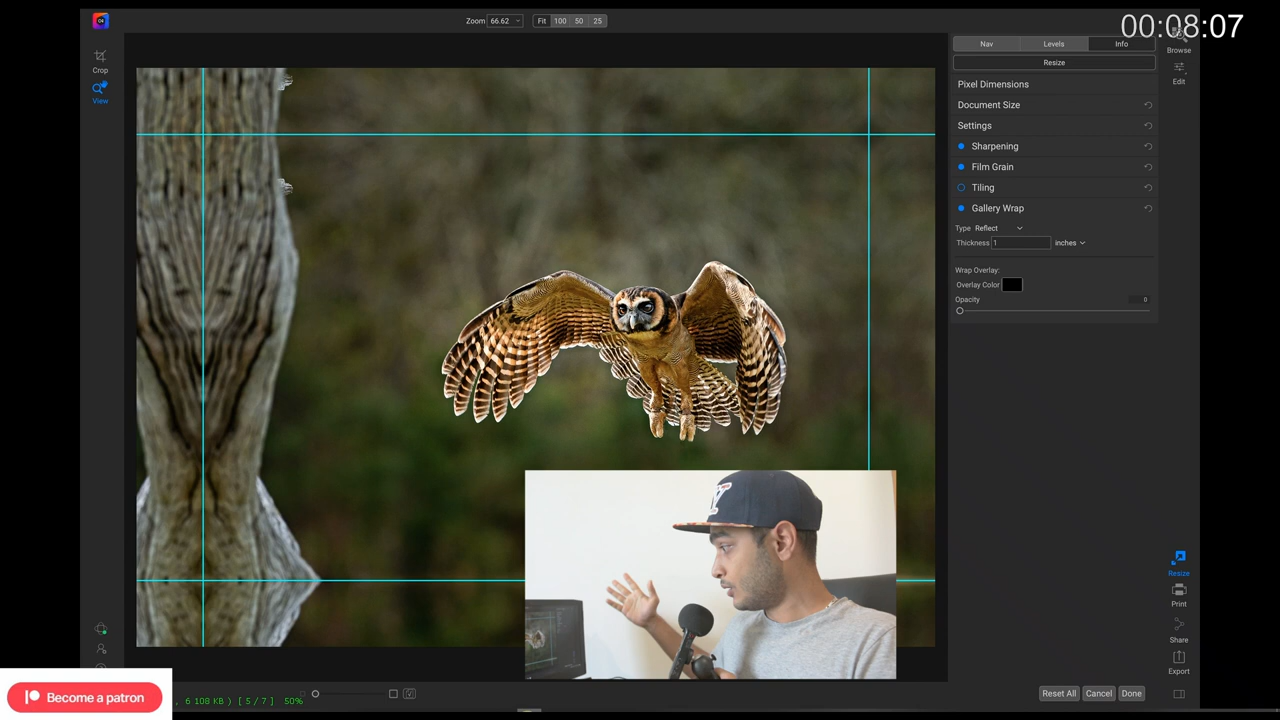 Zoom 66.62 Fit 100 50 25
00:08:07
Crop
View
Nav Levels Info
Resize
Browse
Edit
Pixel Dimensions
Document Size
Settings
Sharpening
Film Grain
Tiling
Gallery Wrap
Type Reflect
Thickness 1 inches
Wrap Overlay:
Overlay Color
Opacity 0
Resize
Print
Share
Export
Become a patron
, 6 108 KB ) [ 5 / 7 ] 50%
Reset All Cancel Done